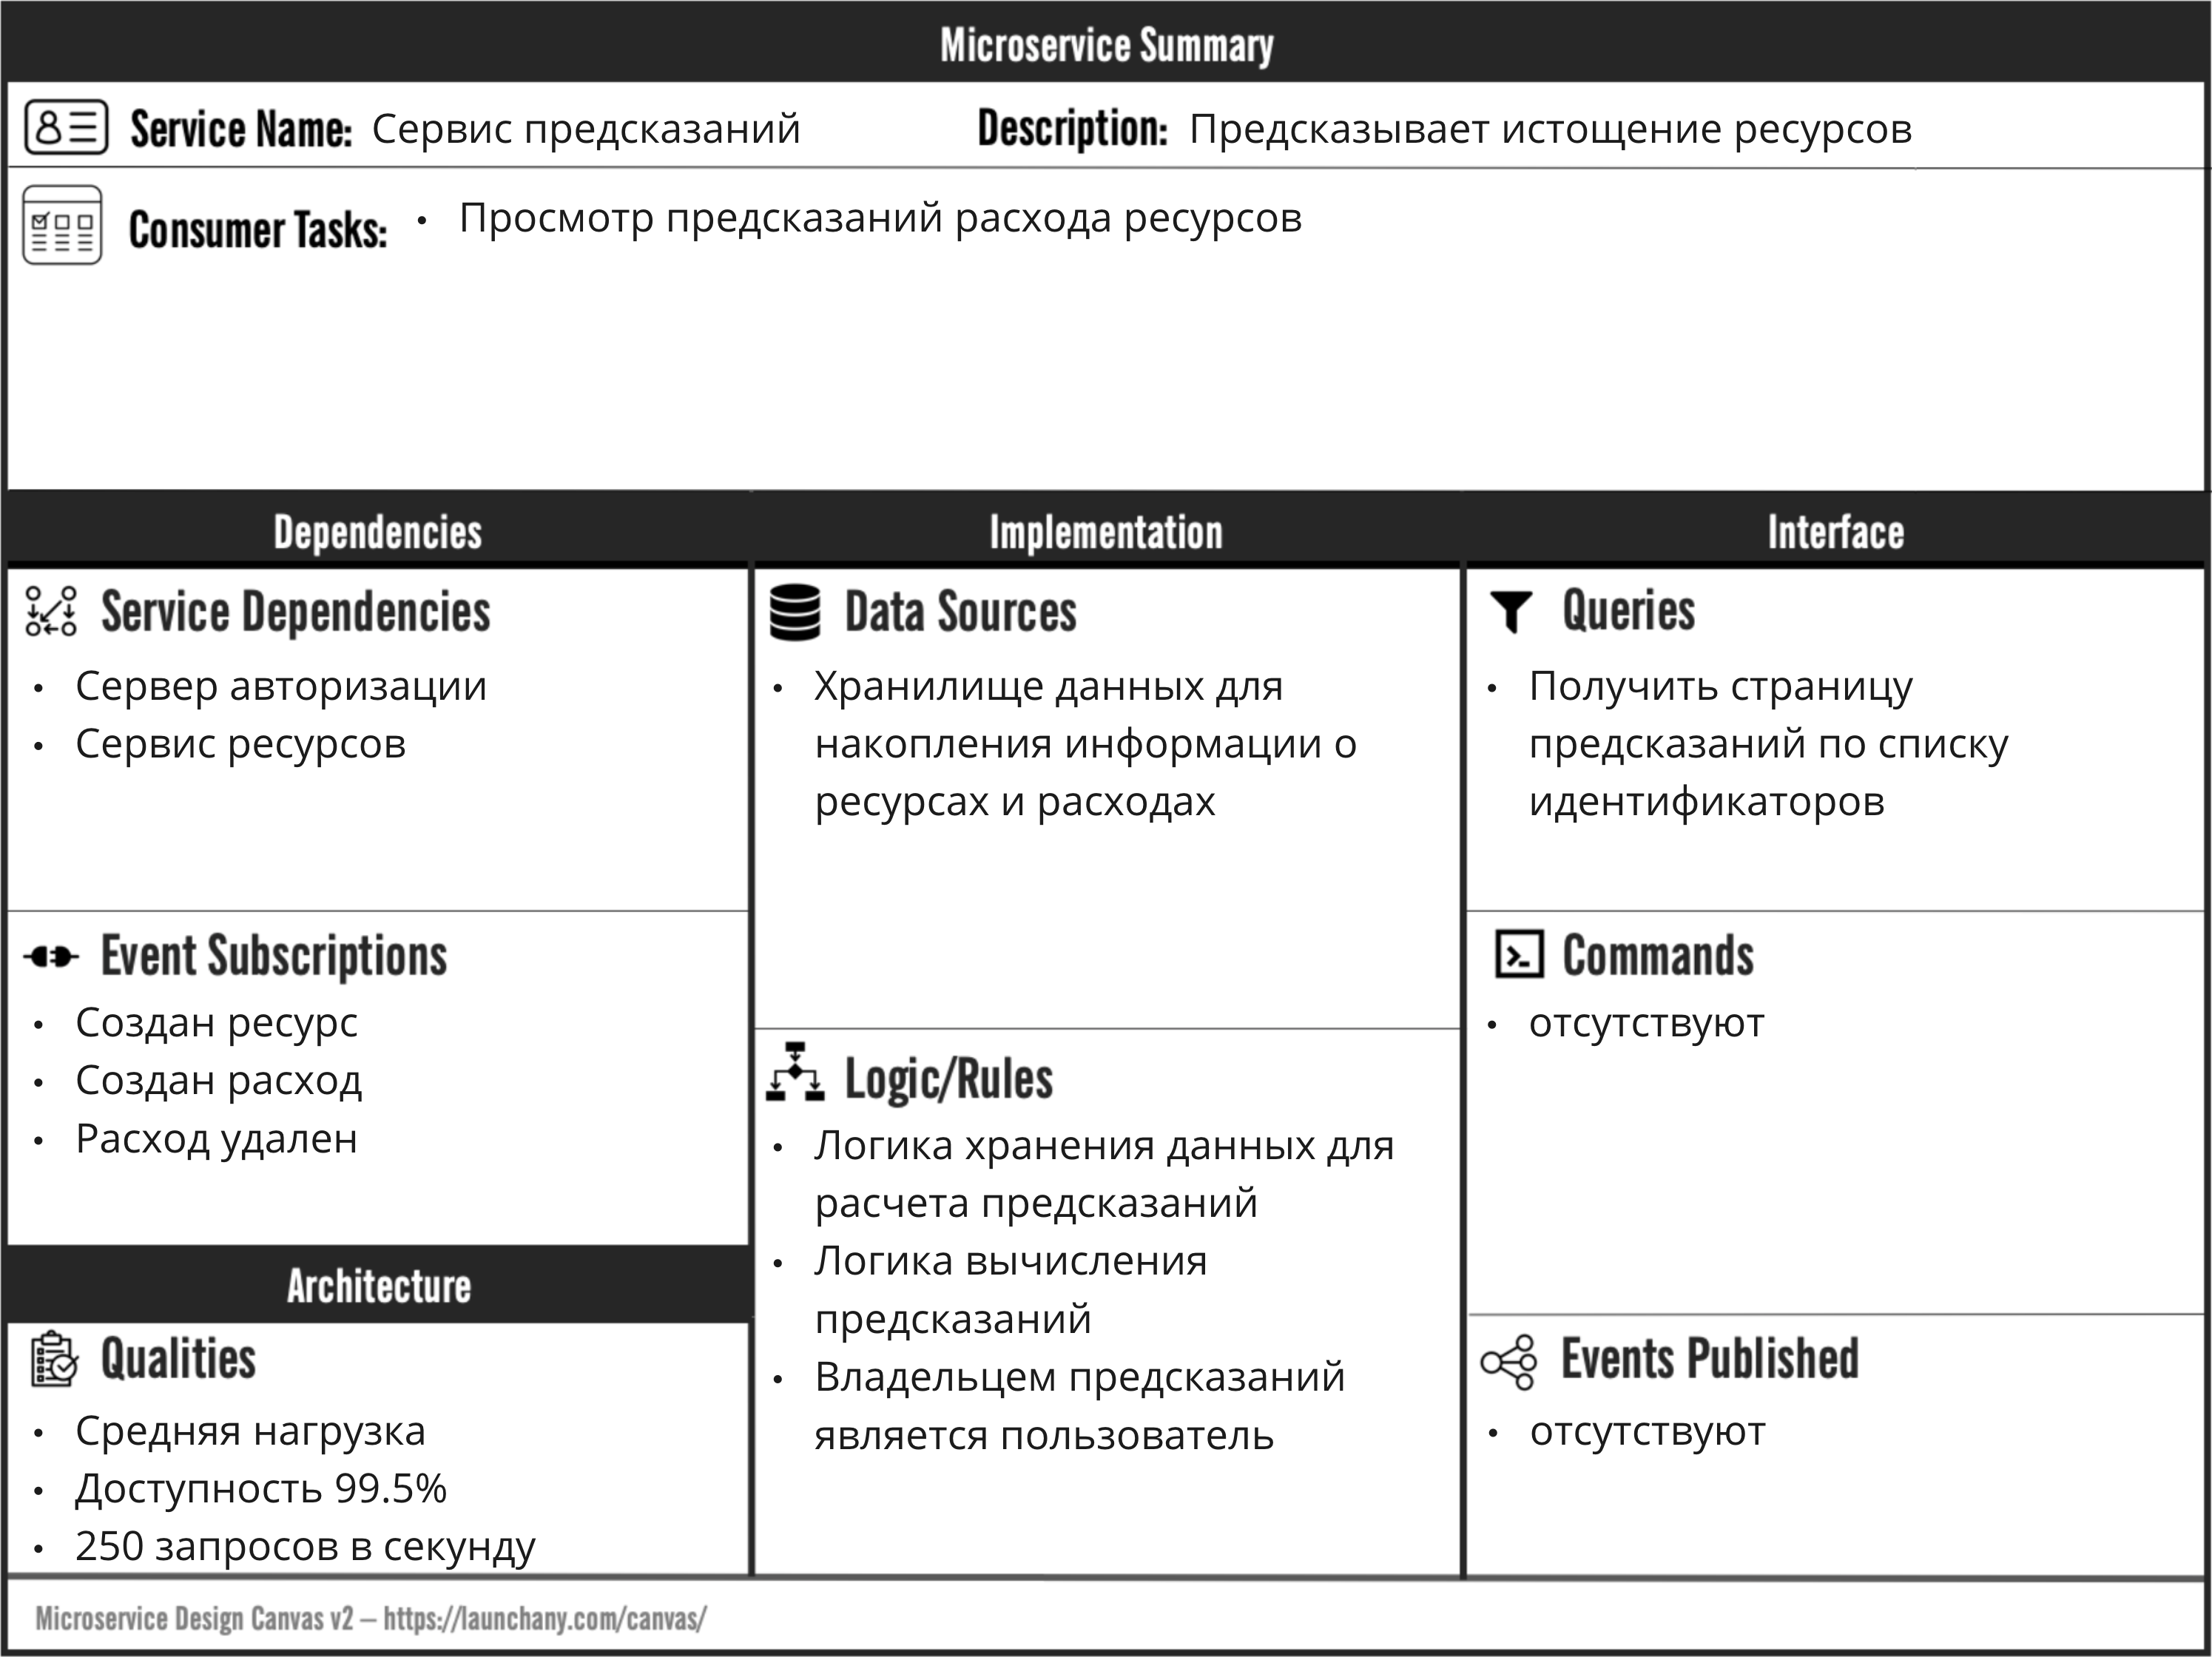 Microservice Summary
Service Name: Сервис предсказаний
Description: Предсказывает истощение ресурсов
Consumer Tasks:
• Просмотр предсказаний расхода ресурсов
Dependencies
Service Dependencies
• Сервер авторизации
• Сервис ресурсов
Event Subscriptions
• Создан ресурс
• Создан расход
• Расход удален
Architecture
Qualities
• Средняя нагрузка
• Доступность 99.5%
• 250 запросов в секунду
Implementation
Data Sources
• Хранилище данных для
накопления информации о
ресурсах и расходах
Logic/Rules
• Логика хранения данных для
расчета предсказаний
• Логика вычисления
предсказаний
• Владельцем предсказаний
является пользователь
Interface
Queries
• Получить страницу
предсказаний по списку
идентификаторов
Commands
• отсутствуют
Events Published
• отсутствуют
Microservice Design Canvas v2 – https://launchany.com/canvas/